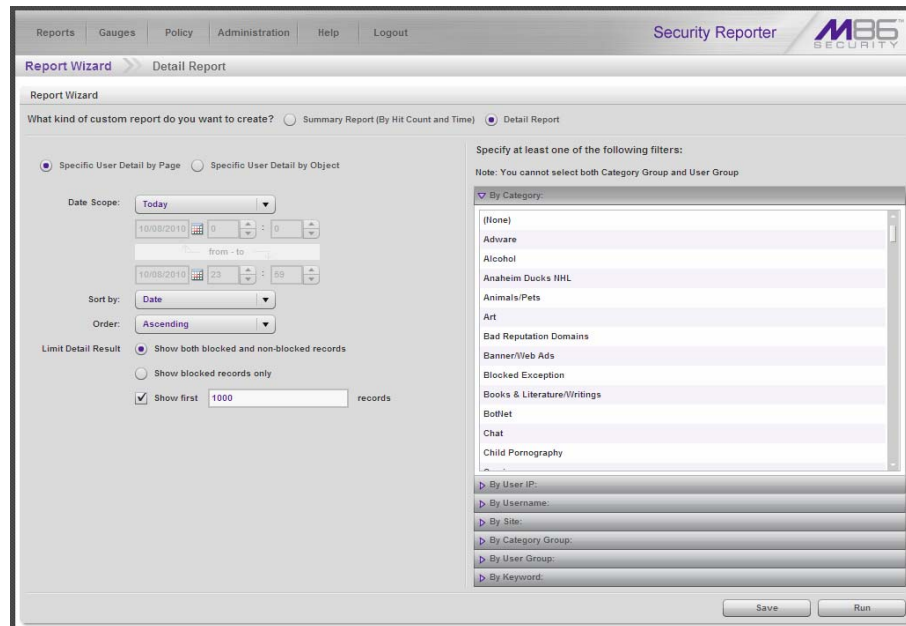 Reports Gauges Policy Administration Help Logout
Security Reporter
M86 SECURITY
Report Wizard Detail Report
Report Wizard
What kind of custom report do you want to create? Summary Report (By Hit Count and Time) Detail Report
Specific User Detail by Page Specific User Detail by Object
Date Scope: Today
10/08/2010 0 : 0
from - to
10/08/2010 23 : 59
Sort by: Date
Order: Ascending
Limit Detail Result Show both blocked and non-blocked records
Show blocked records only
Show first 1000 records
Specify at least one of the following filters:
Note: You cannot select both Category Group and User Group
By Category:
(None)
Adware
Alcohol
Anaheim Ducks NHL
Animals/Pets
Art
Bad Reputation Domains
Banner/Web Ads
Blocked Exception
Books & Literature/Writings
BotNet
Chat
Child Pornography
By User IP:
By Username:
By Site:
By Category Group:
By User Group:
By Keyword:
Save Run